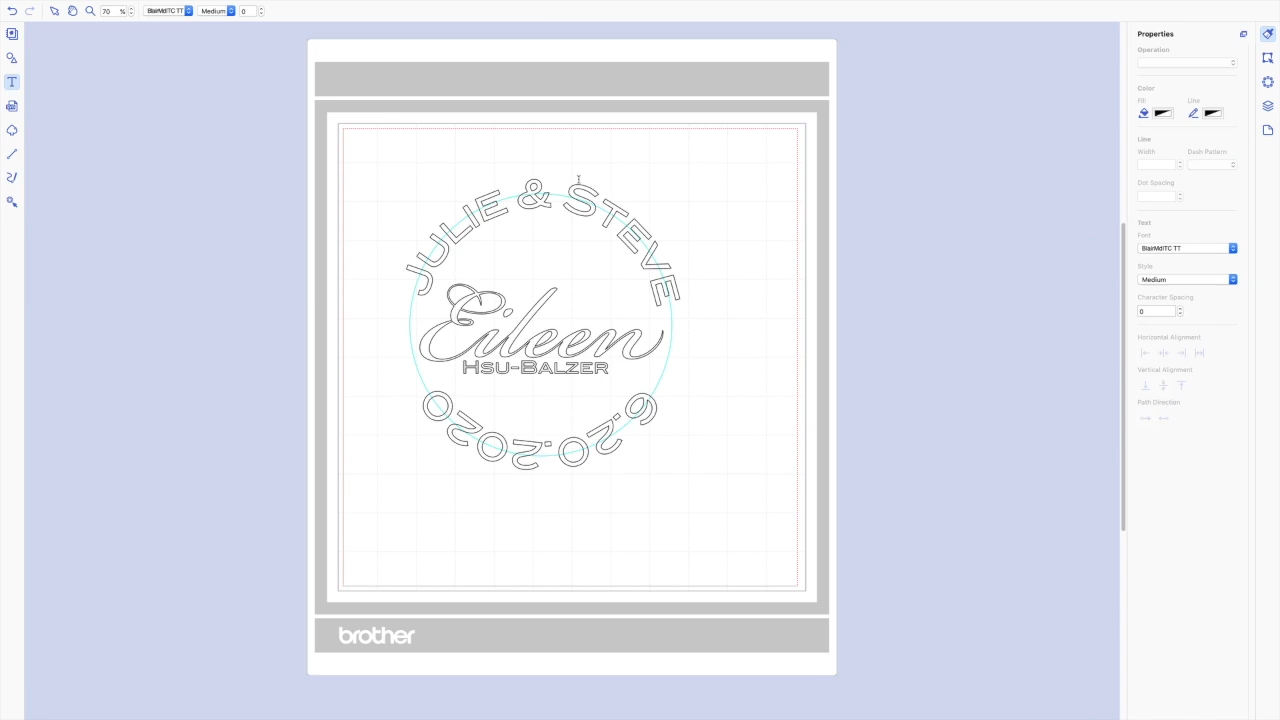 70 %
BlairMdITC TT
Medium
0
JULIE & STEVE
Eileen
HSU-BALZER
6.20.2020
brother
Properties
Operation
Color
Fill Line
Line
Width Dash Pattern
Dot Spacing
Text
Font
BlairMdITC TT
Style
Medium
Character Spacing
0
Horizontal Alignment
Vertical Alignment
Path Direction